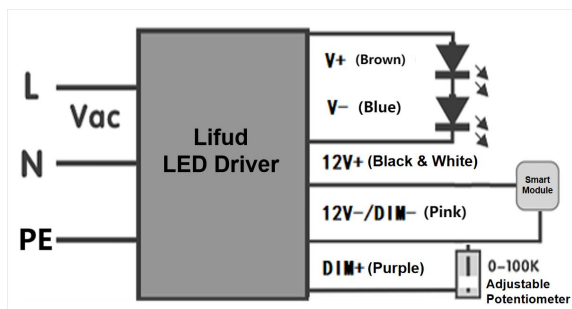 L
Vac
N
PE
Lifud
LED Driver
V+ (Brown)
V- (Blue)
12V+ (Black & White)
12V-/DIM- (Pink)
DIM+ (Purple)
Smart
Module
0-100K
Adjustable
Potentiometer